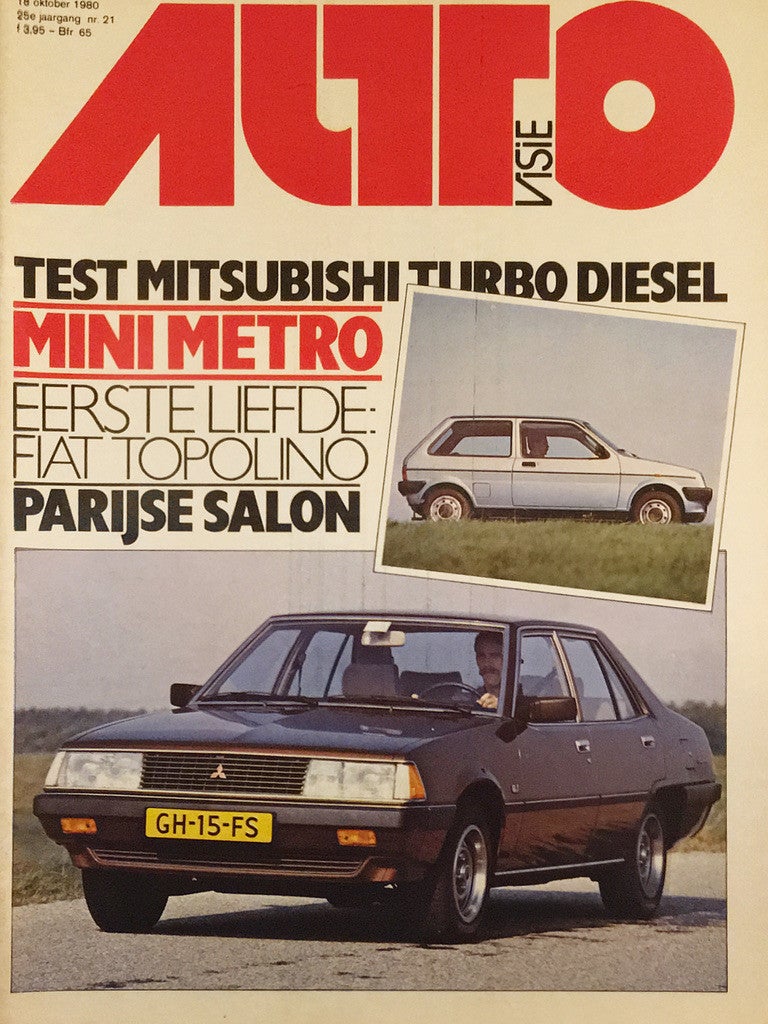 18 oktober 1980
25e jaargang nr. 21
f 3,95 - Bfr 65
AUTO
VISIE
TEST MITSUBISHI TURBO DIESEL
MINI METRO
EERSTE LIEFDE:
FIAT TOPOLINO
PARIJSE SALON
GH-15-FS